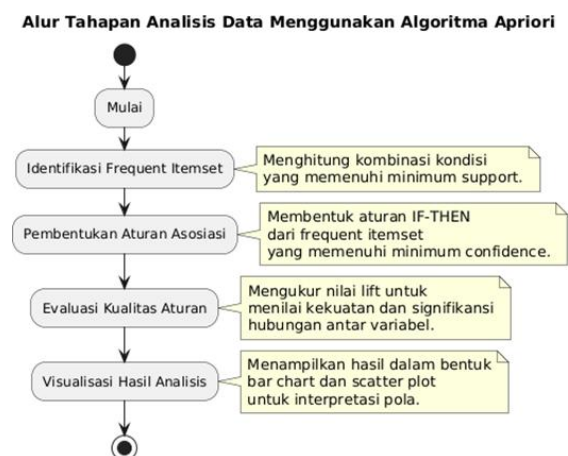 Alur Tahapan Analisis Data Menggunakan Algoritma Apriori
Mulai
Identifikasi Frequent Itemset
Menghitung kombinasi kondisi
yang memenuhi minimum support.
Pembentukan Aturan Asosiasi
Membentuk aturan IF-THEN
dari frequent itemset
yang memenuhi minimum confidence.
Evaluasi Kualitas Aturan
Mengukur nilai lift untuk
menilai kekuatan dan signifikansi
hubungan antar variabel.
Visualisasi Hasil Analisis
Menampilkan hasil dalam bentuk
bar chart dan scatter plot
untuk interpretasi pola.